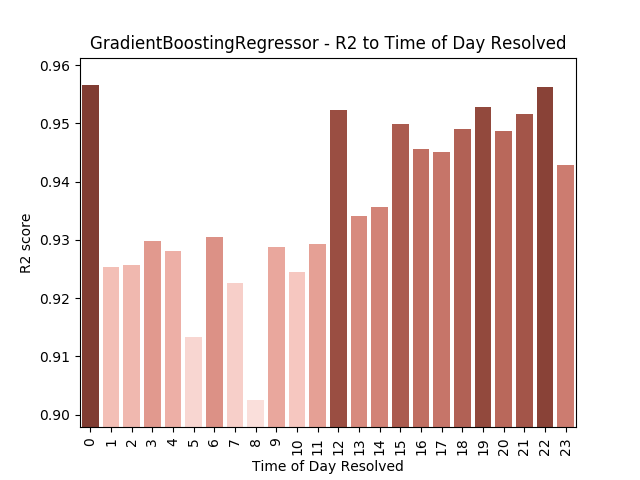 GradientBoostingRegressor - R2 to Time of Day Resolved
0.96
0.95
0.94
0.93
0.92
0.91
0.90
R2 score
0 1 2 3 4 5 6 7 8 9 10 11 12 13 14 15 16 17 18 19 20 21 22 23
Time of Day Resolved